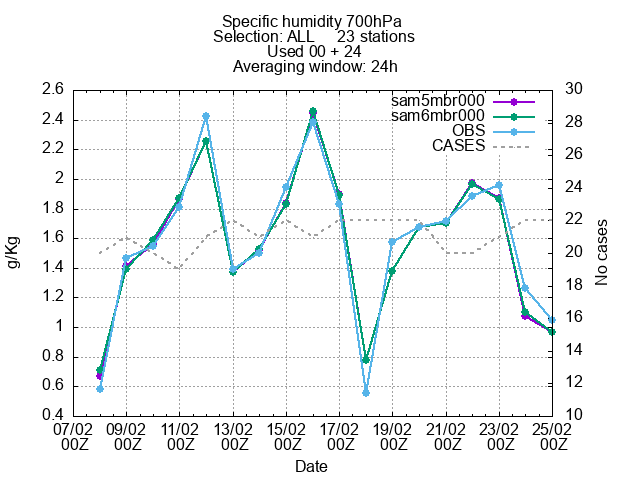 Specific humidity 700hPa
Selection: ALL 23 stations
Used 00 + 24
Averaging window: 24h
sam5mbr000
sam6mbr000
OBS
CASES
2.6
2.4
2.2
2
1.8
1.6
1.4
1.2
1
0.8
0.6
0.4
g/Kg
30
28
26
24
22
20
18
16
14
12
10
No cases
07/02 09/02 11/02 13/02 15/02 17/02 19/02 21/02 23/02 25/02
00Z 00Z 00Z 00Z 00Z 00Z 00Z 00Z 00Z 00Z
Date